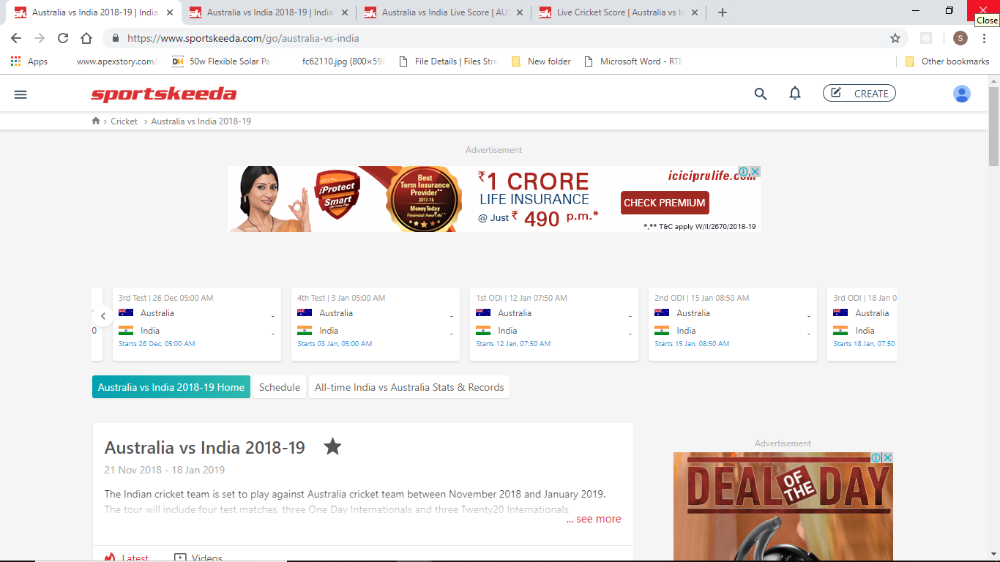 Australia vs India 2018-19 | India
Australia vs India 2018-19 | India
Australia vs India Live Score | AUS
Live Cricket Score | Australia vs In
Close
https://www.sportskeeda.com/go/australia-vs-india
S
Apps
www.apexstory.com/
DH
50w Flexible Solar Pa
fc62110.jpg (800×598
File Details | Files Stre
New folder
Microsoft Word - RTE
Other bookmarks
sportskeeda
CREATE
Cricket > Australia vs India 2018-19
Advertisement
iProtect
Smart
Best
Term Insurance
Provider**
2017-18
MoneyToday
Financial Awards
₹1 CRORE
LIFE INSURANCE
@ Just ₹ 490 p.m.*
iciciprulife.com
CHECK PREMIUM
*,** T&C apply W/II/2670/2018-19
3rd Test | 26 Dec 05:00 AM
Australia -
India -
Starts 26 Dec, 05:00 AM
4th Test | 3 Jan 05:00 AM
Australia -
India -
Starts 03 Jan, 05:00 AM
1st ODI | 12 Jan 07:50 AM
Australia -
India -
Starts 12 Jan, 07:50 AM
2nd ODI | 15 Jan 08:50 AM
Australia -
India -
Starts 15 Jan, 08:50 AM
3rd ODI | 18 Jan 0
Australia
India
Starts 18 Jan, 07:50
Australia vs India 2018-19 Home
Schedule
All-time India vs Australia Stats & Records
Australia vs India 2018-19
21 Nov 2018 - 18 Jan 2019
The Indian cricket team is set to play against Australia cricket team between November 2018 and January 2019.
The tour will include four test matches, three One Day Internationals and three Twenty20 Internationals.
... see more
Latest
Videos
Advertisement
DEAL OF THE DAY